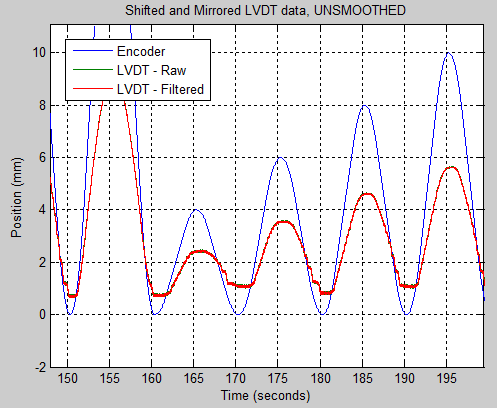 Shifted and Mirrored LVDT data, UNSMOOTHED
Encoder
LVDT - Raw
LVDT - Filtered
10
8
6
4
2
0
-2
Position (mm)
150 155 160 165 170 175 180 185 190 195
Time (seconds)